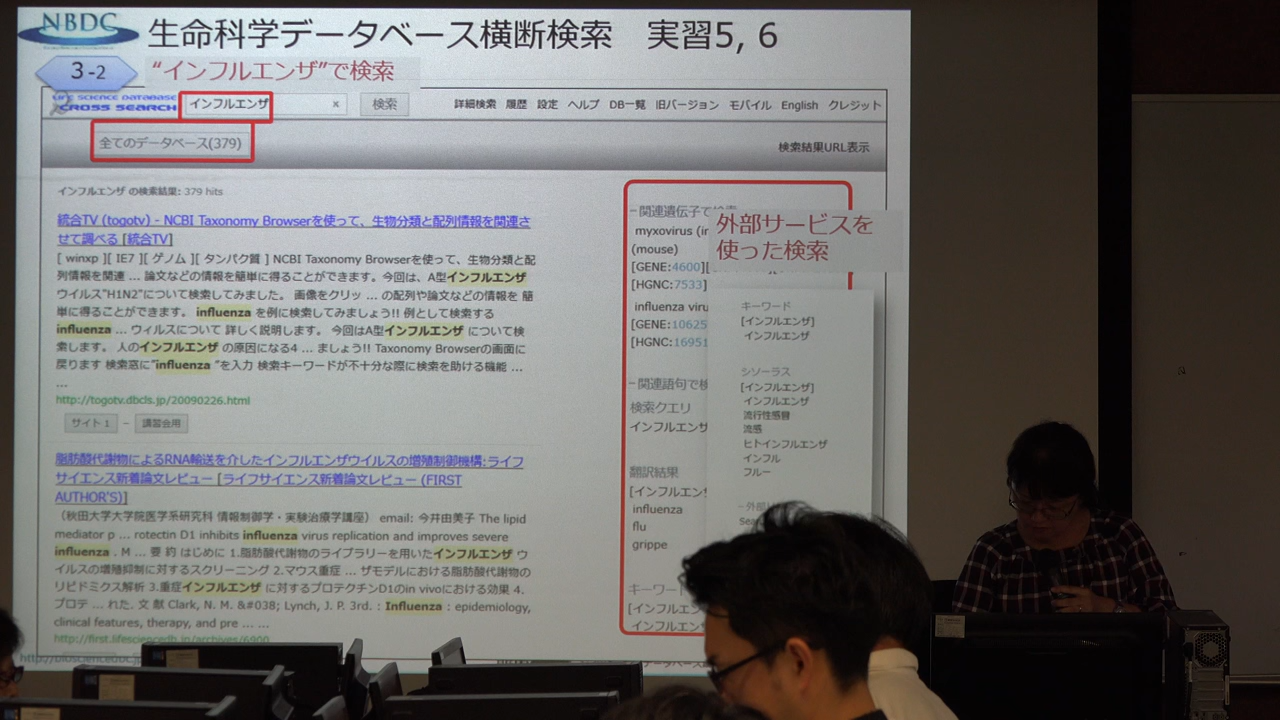 NBDC
生命科学データベース横断検索 実習5, 6
3-2
“インフルエンザ”で検索
LIFE SCIENCE DATABASE
CROSS SEARCH
インフルエンザ
x
検索
詳細検索 履歴 設定 ヘルプ DB一覧 旧バージョン モバイル English クレジット
全てのデータベース(379)
検索結果URL表示
インフルエンザ の検索結果: 379 hits
統合TV (togotv) - NCBI Taxonomy Browserを使って、生物分類と配列情報を関連さ
せて調べる [統合TV]
[ winxp ][ IE7 ][ ゲノム ][ タンパク質 ] NCBI Taxonomy Browserを使って、生物分類と配
列情報を関連 ... 論文などの情報を簡単に得ることができます。今回は、A型インフルエンザ
ウイルス"H1N2"について検索してみました。 画像をクリッ ... の配列や論文などの情報を 簡
単に得ることができます。 influenza を例に検索してみましょう!! 例として検索する
influenza ... ウィルスについて 詳しく説明します。 今回はA型インフルエンザ について検
索します。 人のインフルエンザ の原因になる4 ... ましょう!! Taxonomy Browserの画面に
戻ります 検索窓に"influenza "を入力 検索キーワードが不十分な際に検索を助ける機能 ...
...
http://togotv.dbcls.jp/20090226.html
サイト 1 - 講習会用
脂肪酸代謝物によるRNA輸送を介したインフルエンザウイルスの増殖制御機構: ライフ
サイエンス新着論文レビュー [ライフサイエンス新着論文レビュー (FIRST
AUTHOR'S)]
（秋田大学大学院医学系研究科 情報制御学・実験治療学講座） email: 今井由美子 The lipid
mediator p ... rotectin D1 inhibits influenza virus replication and improves severe
influenza . M ... 要 約 はじめに 1.脂肪酸代謝物のライブラリーを用いたインフルエンザ ウ
イルスの増殖抑制に対するスクリーニング 2.マウス重症 ... ザモデルにおける脂肪酸代謝物の
リピドミクス解析 3.重症インフルエンザ に対するプロテクチンD1のin vivoにおける効果 4.
プロテ ... れた. 文 献 Clark, N. M. &#038; Lynch, J. P. 3rd. : Influenza : epidemiology,
clinical features, therapy, and pre ... ...
http://first.lifesciencedb.jp/archives/6900
関連遺伝子で
外部サービスを
使った検索
myxovirus (in
(mouse)
[GENE:4600]
[HGNC:7533]
influenza viru
[GENE:10625
[HGNC:16951
関連語句で検
検索クエリ
インフルエンザ
翻訳結果
[インフルエン
influenza
flu
grippe
キーワード
[インフルエン
インフルエンザ
キーワード
[インフルエンザ]
インフルエンザ
シソーラス
[インフルエンザ]
インフルエンザ
流行性感冒
流感
ヒトインフルエンザ
インフル
フルー